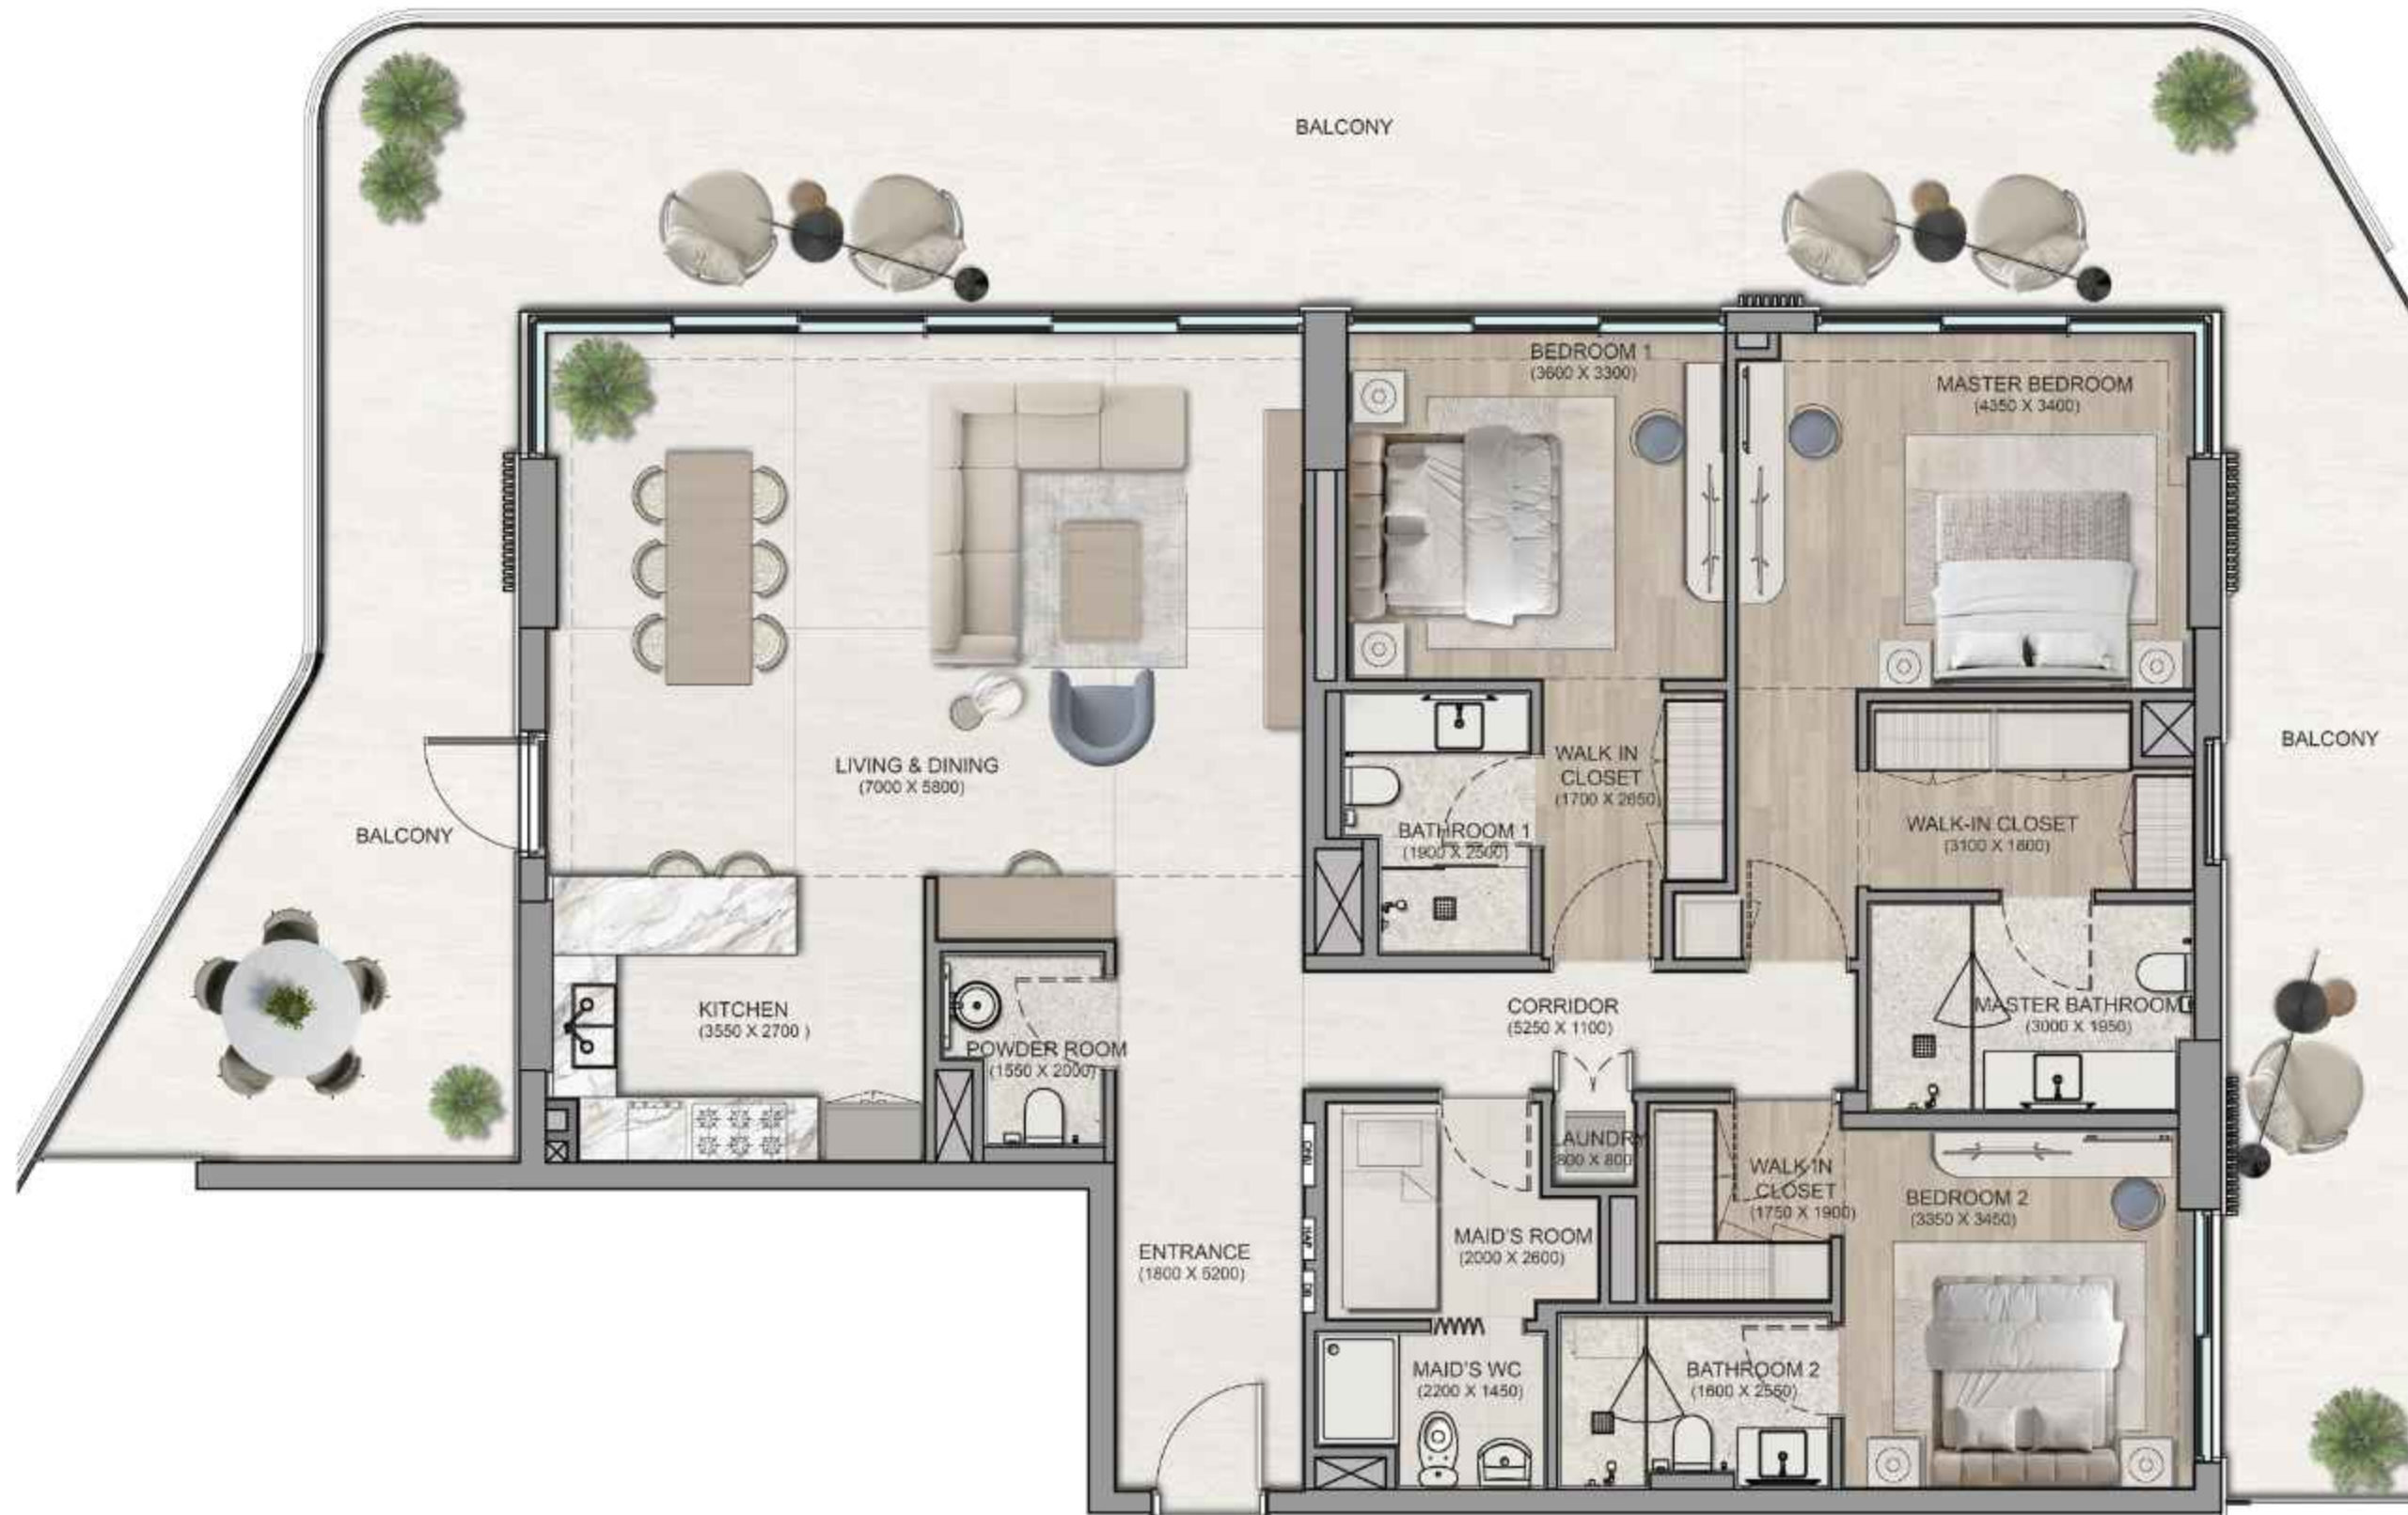 BALCONY
BEDROOM 1
(3600 X 3300)
MASTER BEDROOM
(4350 X 3400)
LIVING & DINING
(7000 X 5800)
BALCONY
WALK IN
CLOSET
(1700 X 2650)
BATHROOM 1
(1900 X 2500)
WALK-IN CLOSET
(3100 X 1800)
BALCONY
KITCHEN
(3550 X 2700 )
POWDER ROOM
(1550 X 2000)
CORRIDOR
(5250 X 1100)
MASTER BATHROOM
(3000 X 1950)
LAUNDRY
800 X 800
WALK-IN
CLOSET
(1750 X 1900)
BEDROOM 2
(3350 X 3450)
ENTRANCE
(1800 X 5200)
MAID'S ROOM
(2000 X 2600)
DB
MAID'S WC
(2200 X 1450)
BATHROOM 2
(1600 X 2550)